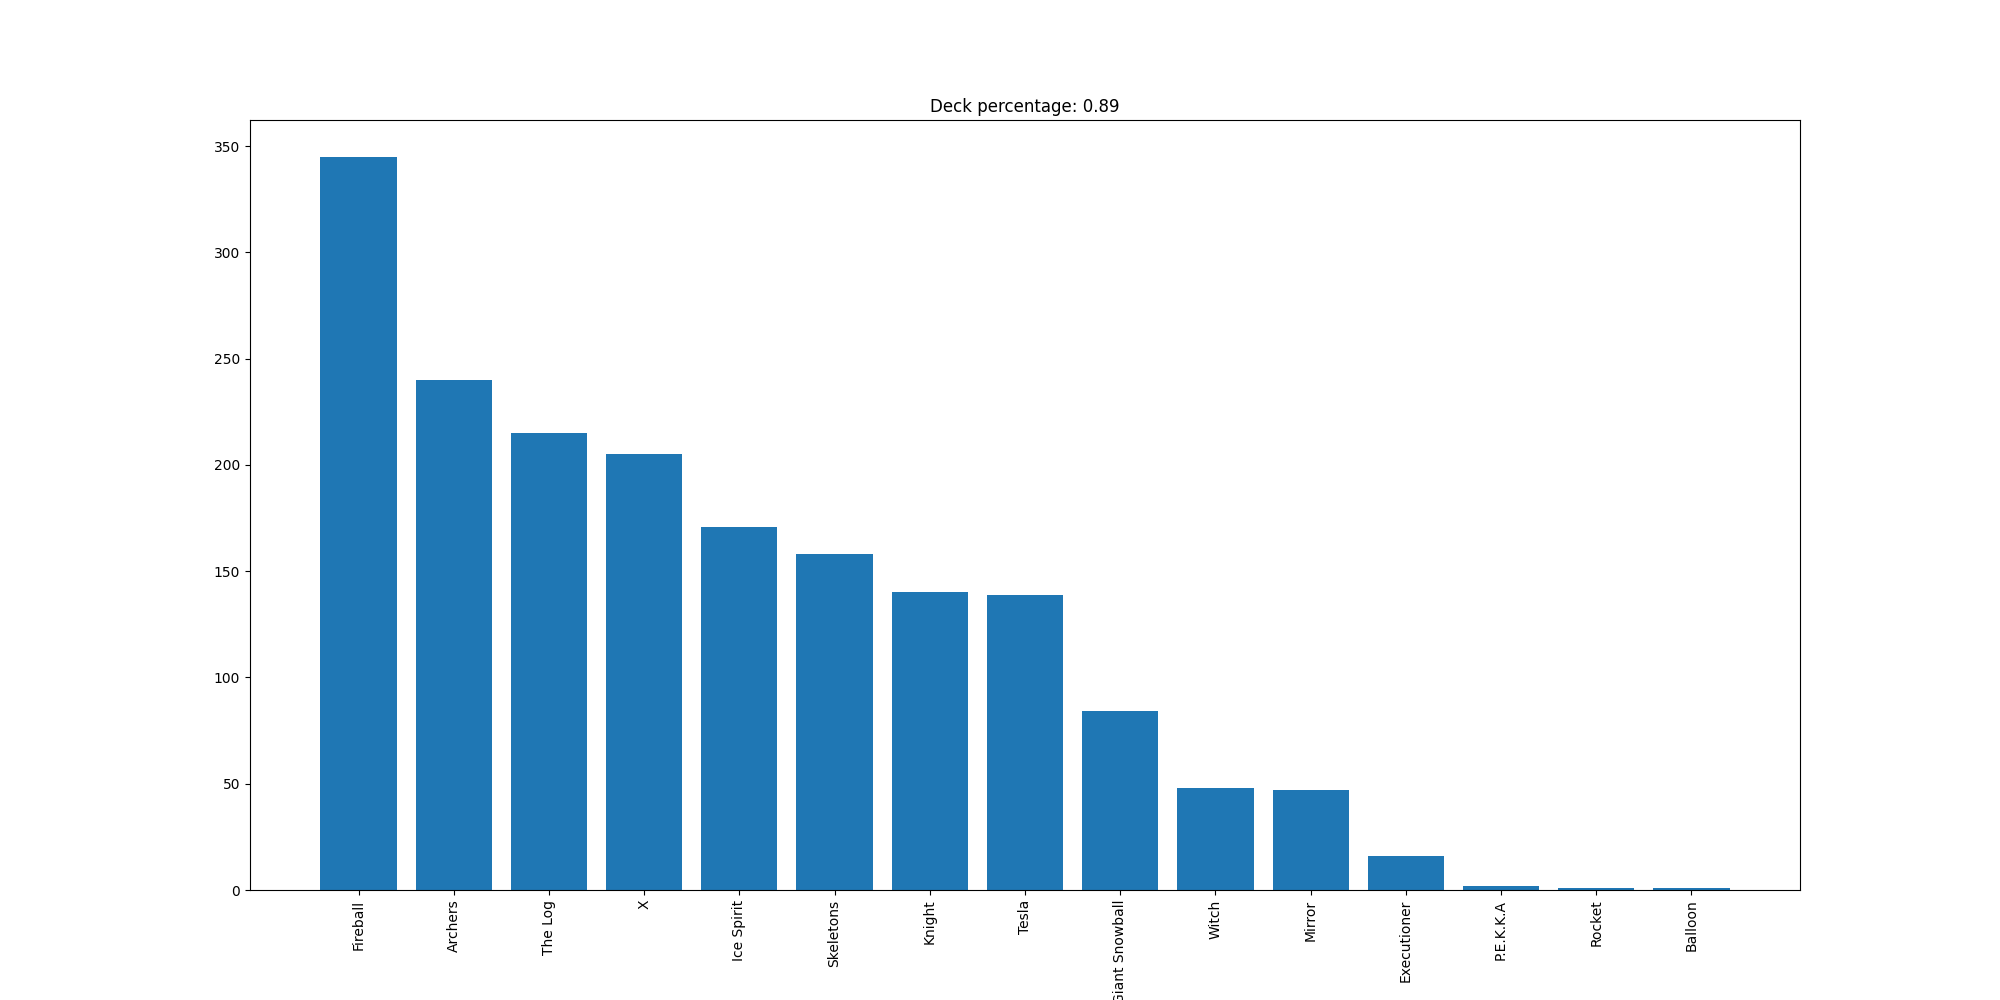 Deck percentage: 0.89
350
300
250
200
150
100
50
0
Fireball
Archers
The Log
X
Ice Spirit
Skeletons
Knight
Tesla
Giant Snowball
Witch
Mirror
Executioner
P.E.K.K.A
Rocket
Balloon